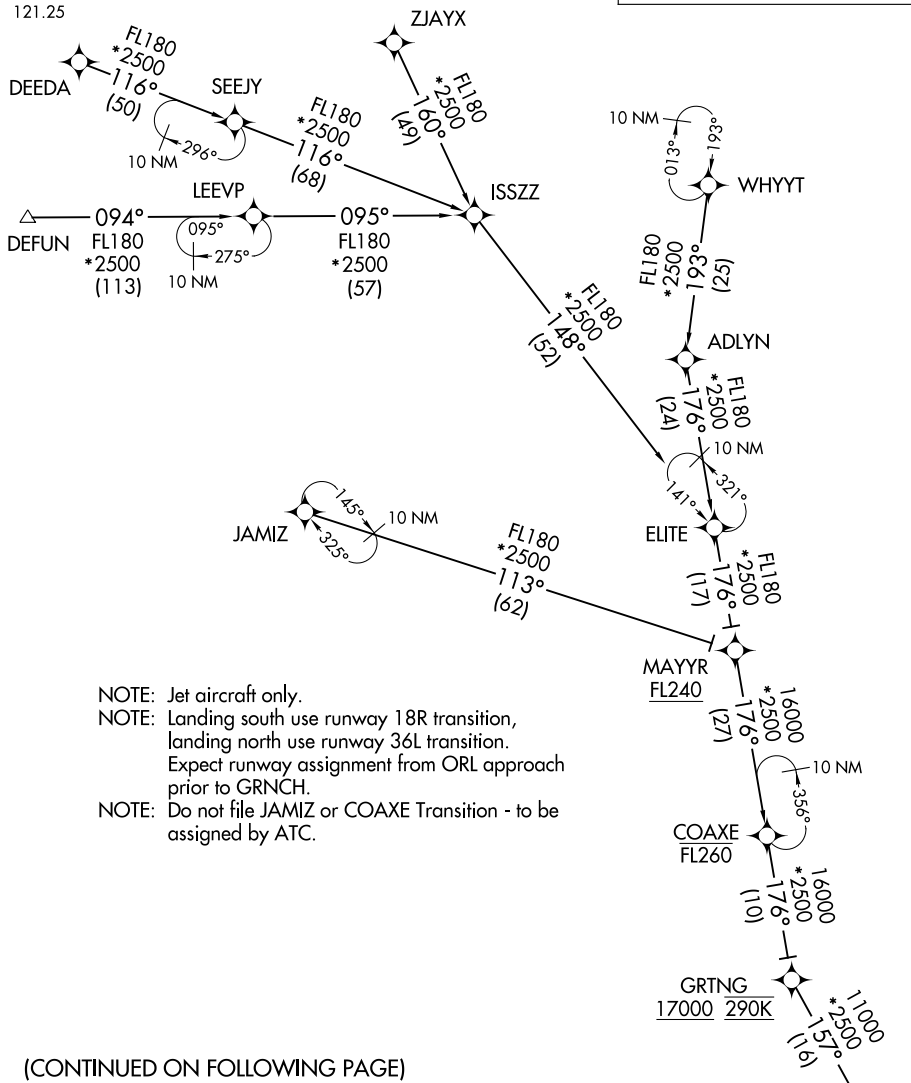 121.25
ZJAYX
FL180
*2500
116°
(50)
DEEDA
SEEJY
FL180
*2500
160°
(49)
FL180
*2500
116°
(68)
10 NM
296°
10 NM
013°
193°
WHYYT
LEEVP
ISSZZ
DEFUN
094°
FL180
*2500
(113)
095°
275°
10 NM
095°
FL180
*2500
(57)
FL180
*2500
193°
(25)
FL180
*2500
148°
(52)
ADLYN
FL180
*2500
176°
(24)
10 NM
321°
141°
ELITE
JAMIZ
145°
325°
10 NM
FL180
*2500
113°
(62)
FL180
*2500
176°
(17)
MAYYR
FL240
16000
*2500
176°
(27)
NOTE: Jet aircraft only.
NOTE: Landing south use runway 18R transition,
landing north use runway 36L transition.
Expect runway assignment from ORL approach
prior to GRNCH.
NOTE: Do not file JAMIZ or COAXE Transition - to be
assigned by ATC.
10 NM
356°
COAXE
FL260
16000
*2500
176°
(10)
GRTNG
17000 290K
11000
*2500
157°
(16)
(CONTINUED ON FOLLOWING PAGE)